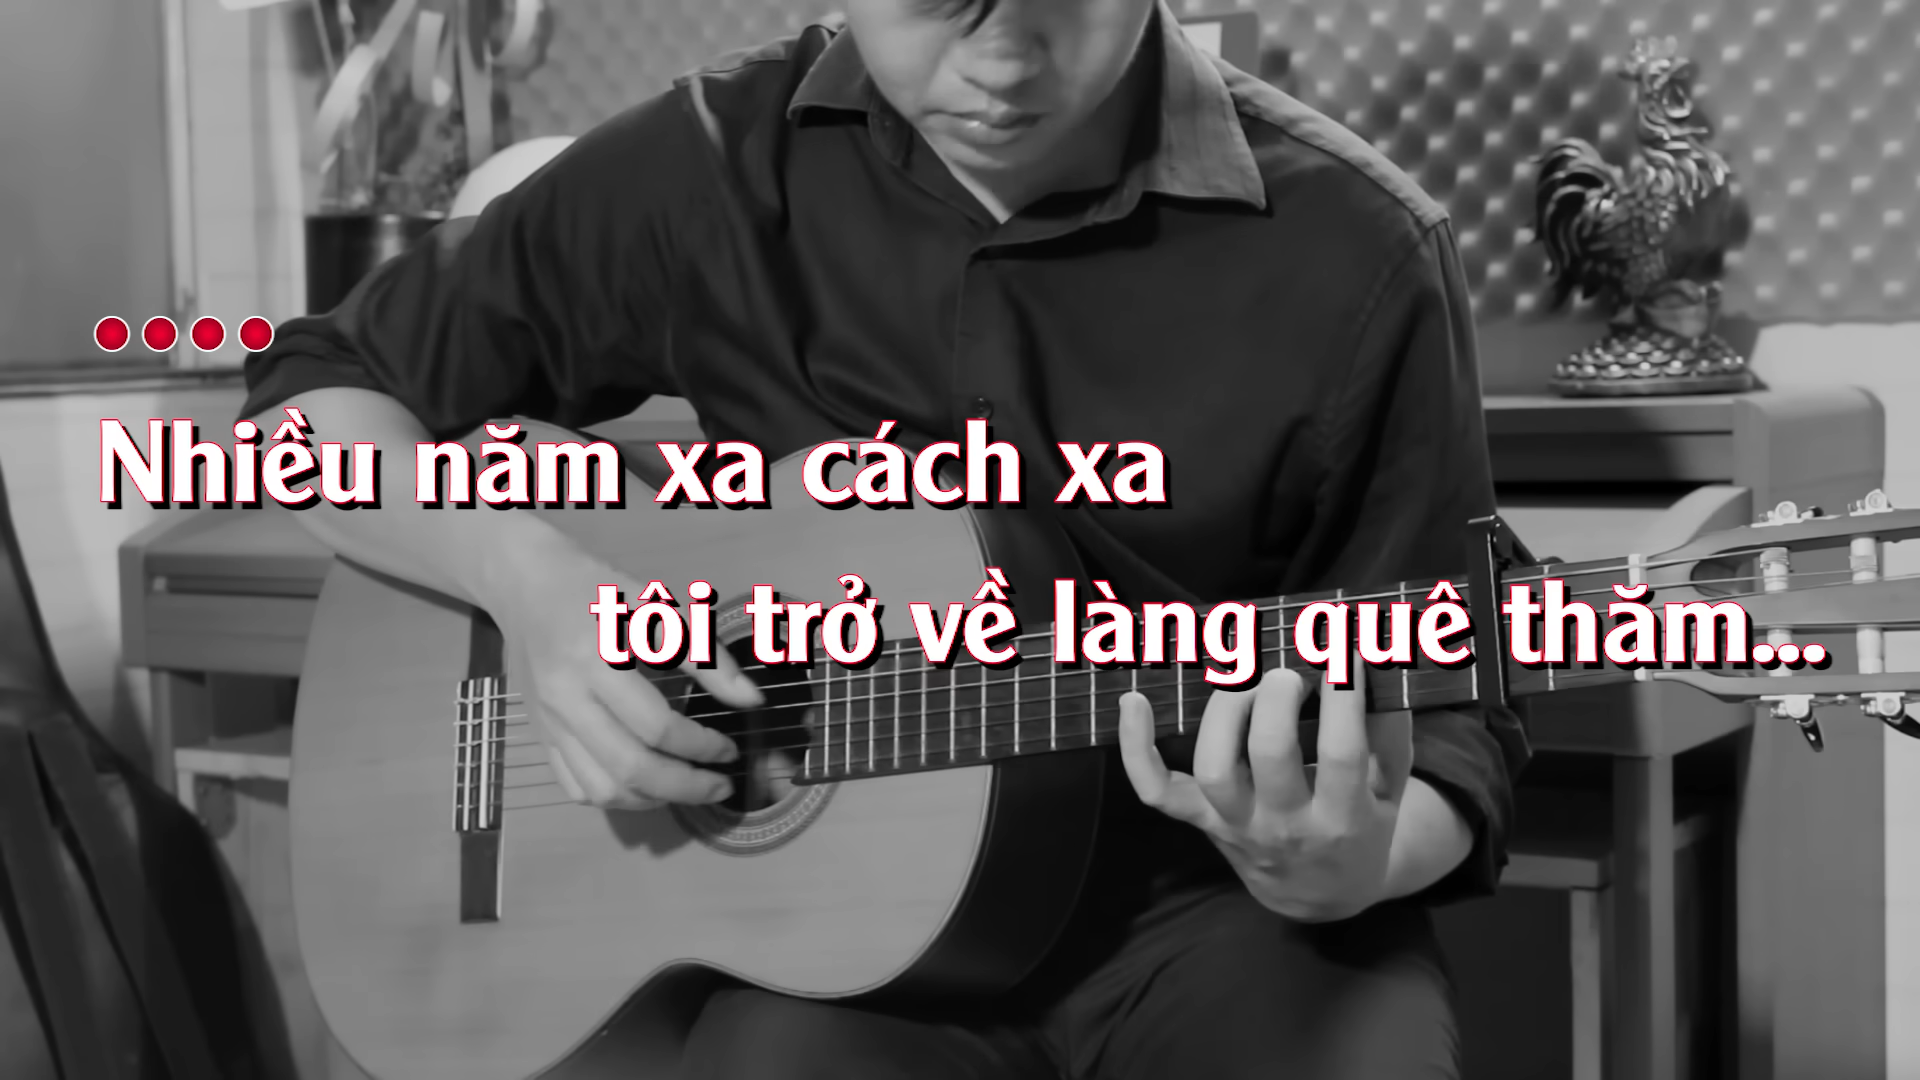 Nhiều năm xa cách xa
tôi trở về làng quê thăm...